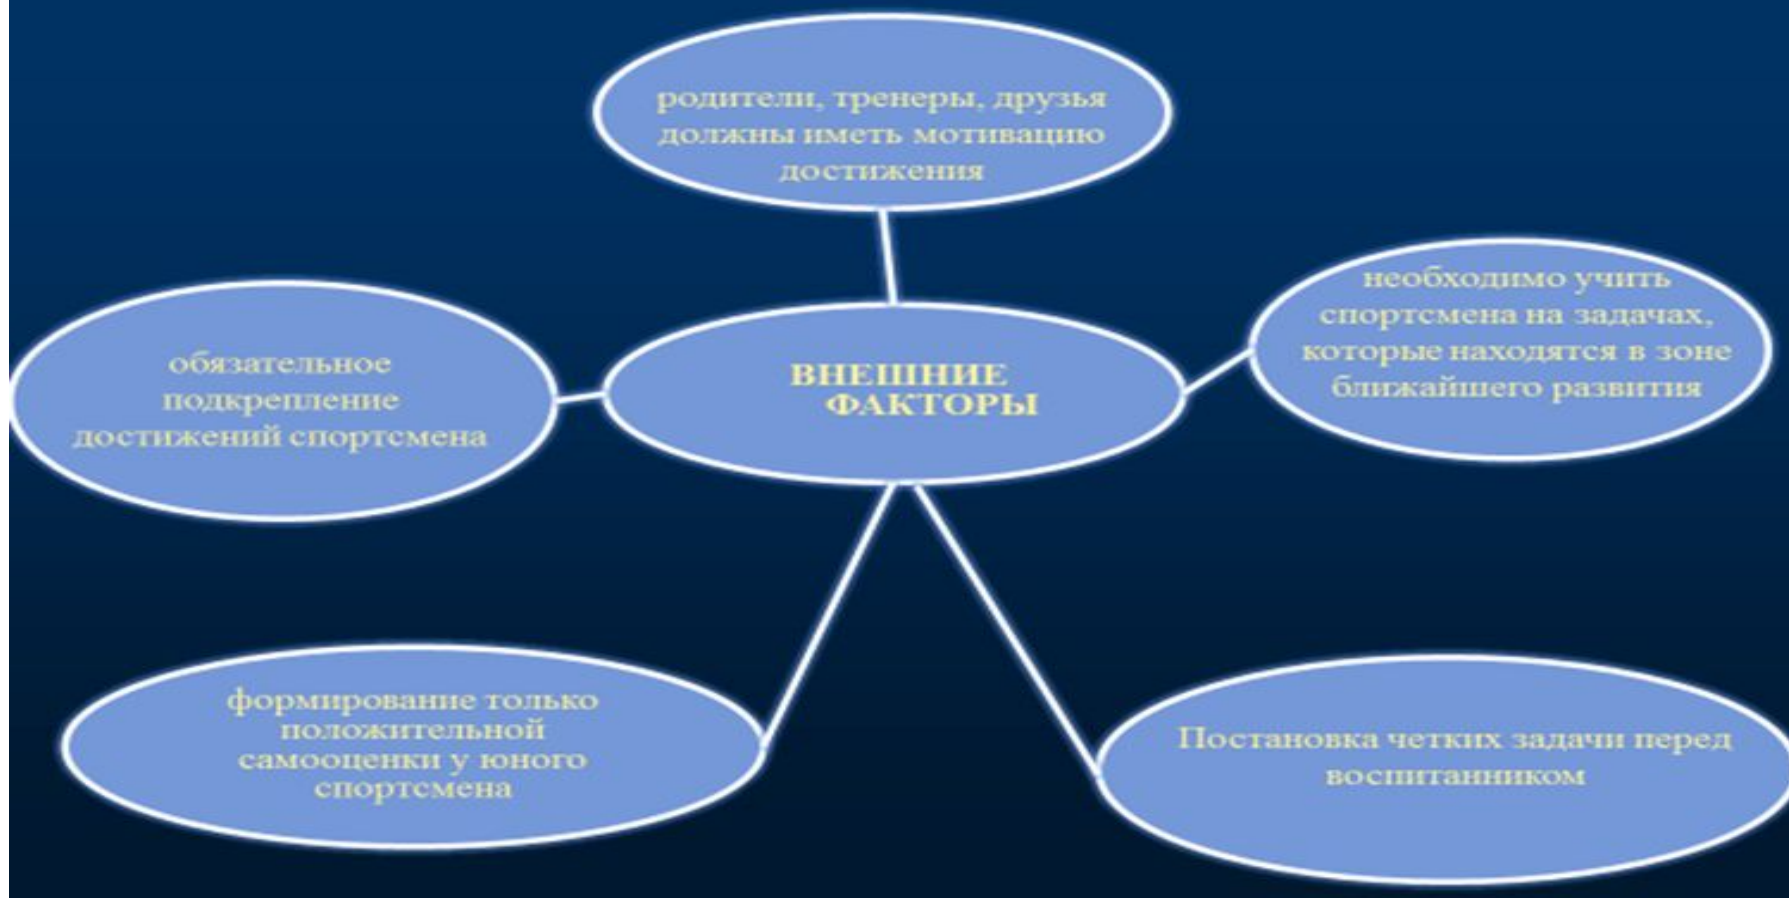 родители, тренеры, друзья
должны иметь мотивацию
достижения
необходимо учить
спортсмена на задачах,
которые находятся в зоне
ближайшего развития
обязательное
подкрепление
достижений спортсмена
ВНЕШНИЕ
ФАКТОРЫ
формирование только
положительной
самооценки у юного
спортсмена
Постановка четких задачи перед
воспитанником